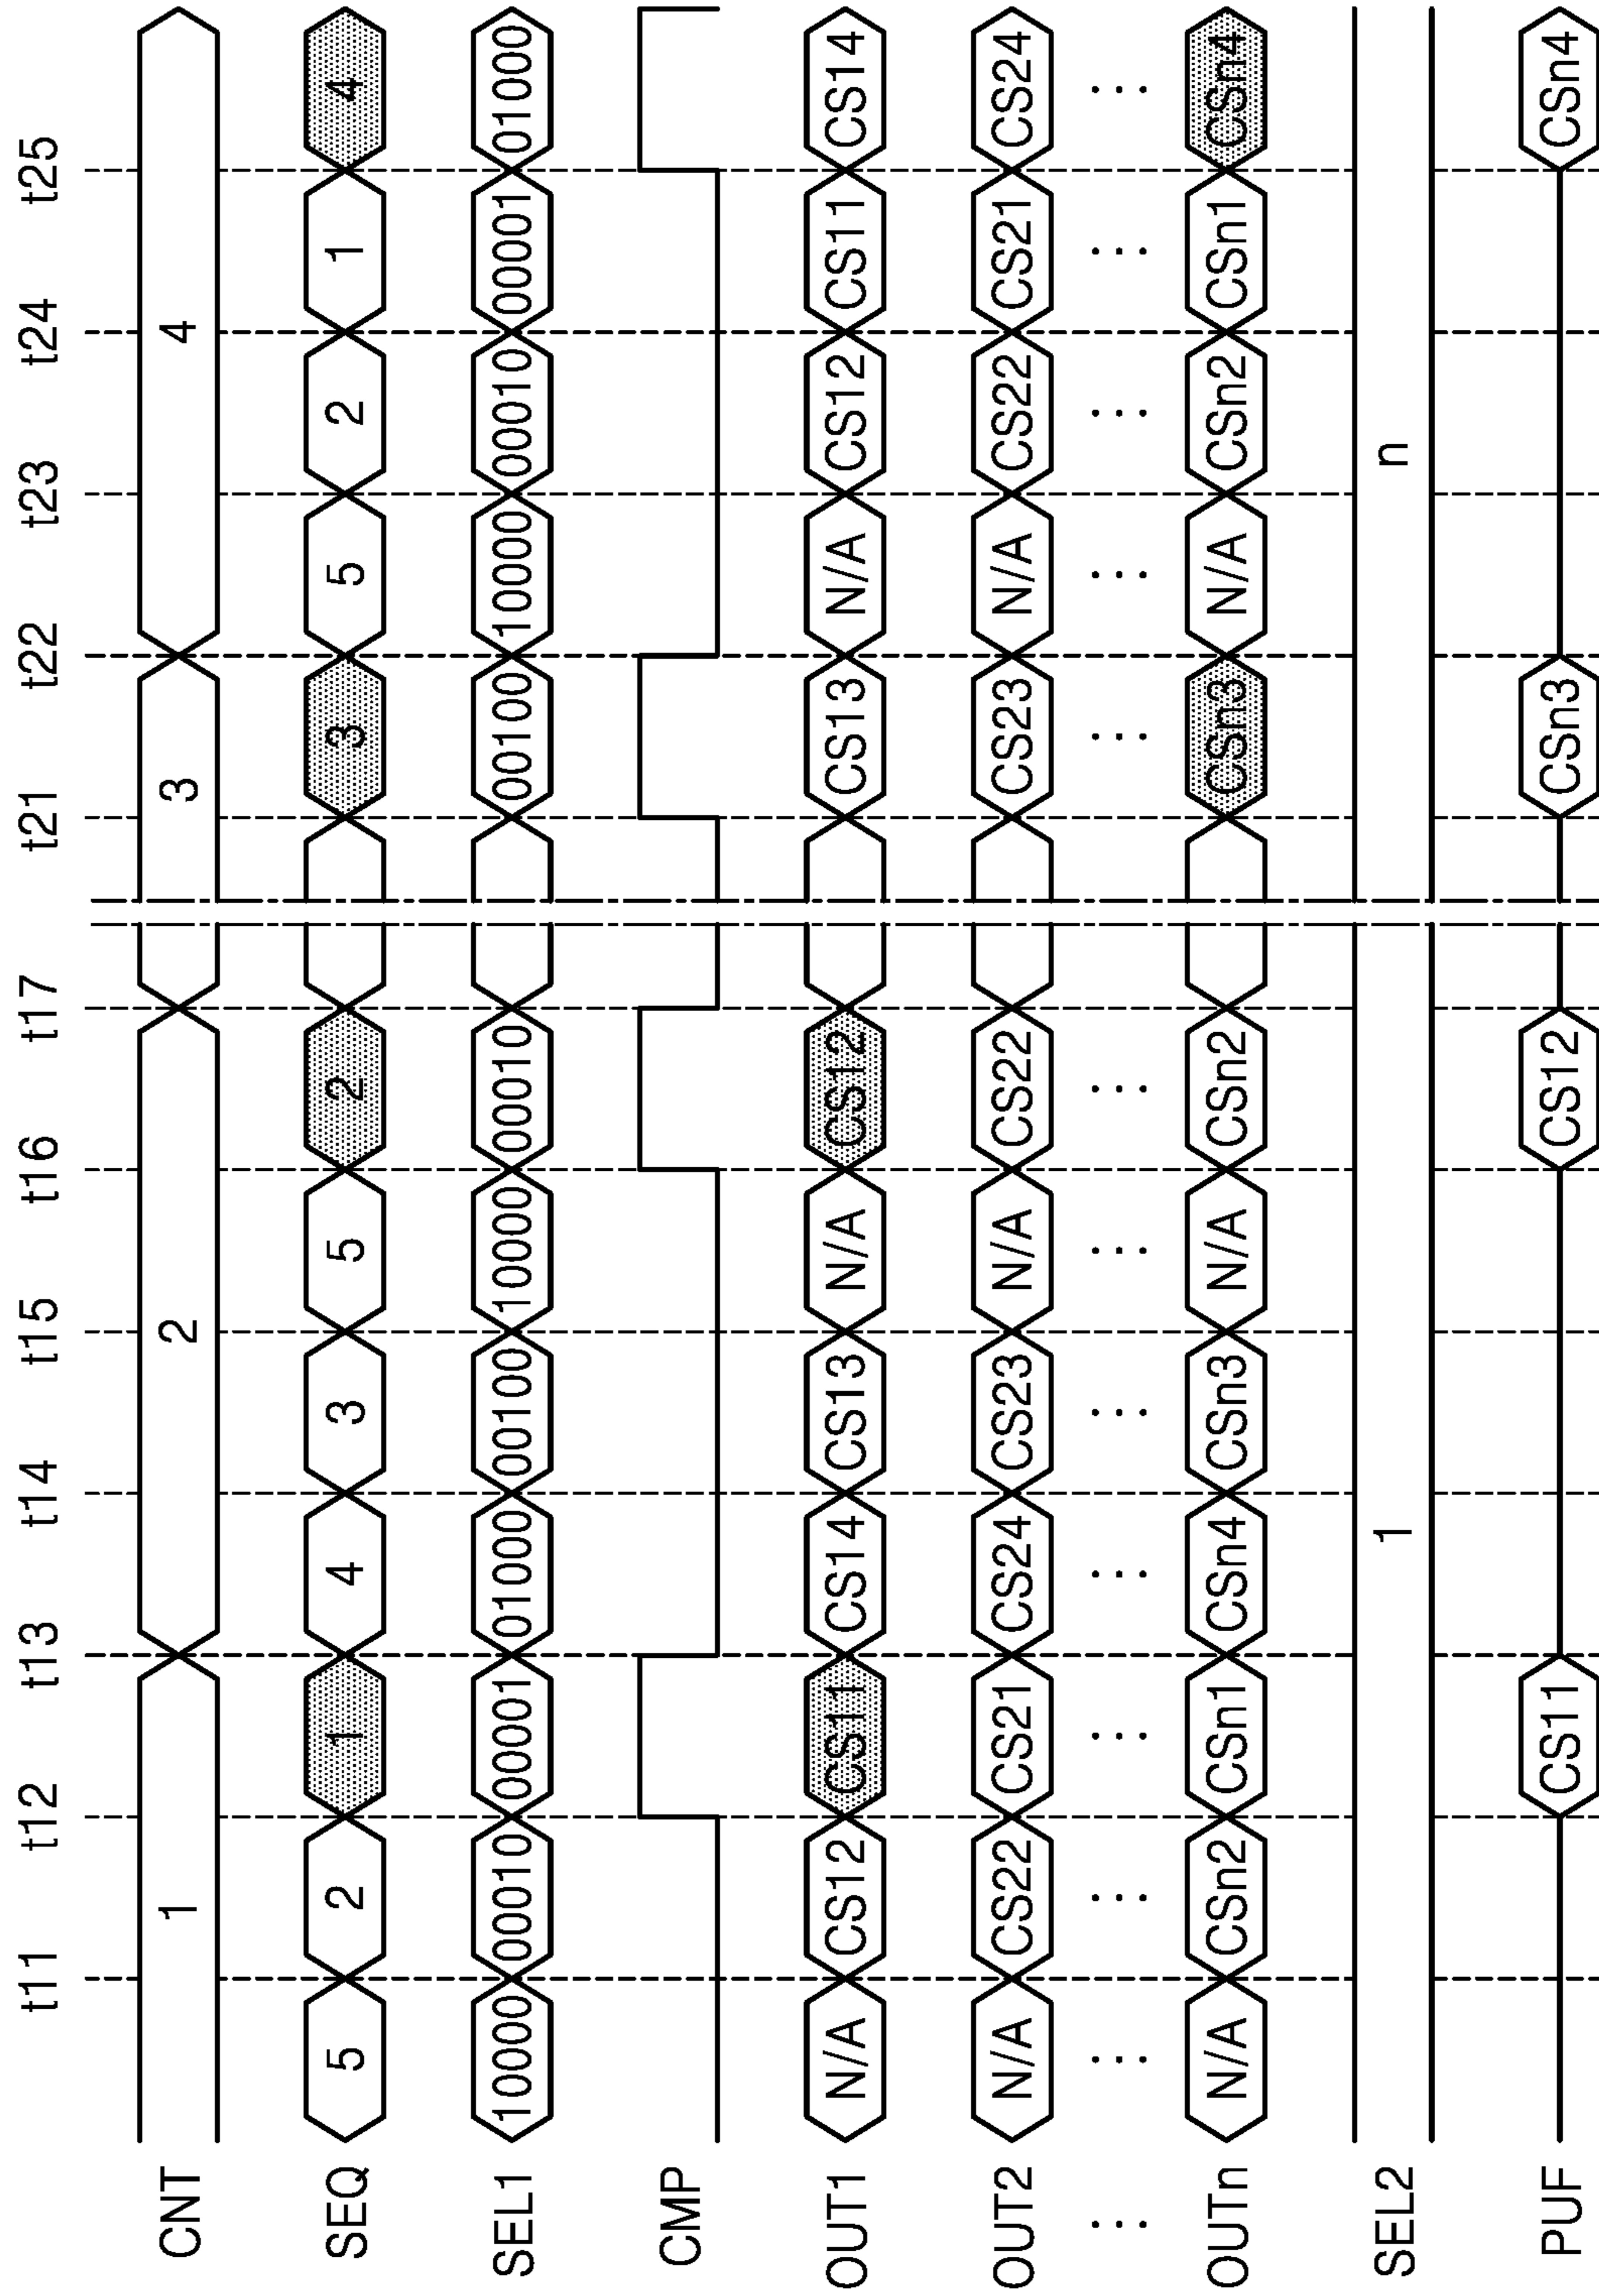 t11 t12 t13 t14 t15 t16 t17 t21 t22 t23 t24 t25
CNT 1 2 3 4
SEQ 5 2 1 4 3 5 2 3 5 2 1 4
SEL1 10000 00010 00001 01000 00100 10000 00010 00100 10000 00010 00001 01000
CMP
OUT1 N/A CS12 CS11 CS14 CS13 N/A CS12 CS13 N/A CS12 CS11 CS14
OUT2 N/A CS22 CS21 CS24 CS23 N/A CS22 CS23 N/A CS22 CS21 CS24
... ... ... ... ... ... ... ... ... ... ... ... ...
OUTn N/A CSn2 CSn1 CSn4 CSn3 N/A CSn2 CSn3 N/A CSn2 CSn1 CSn4
SEL2 1 n
PUF CS11 CS12 CSn3 CSn4